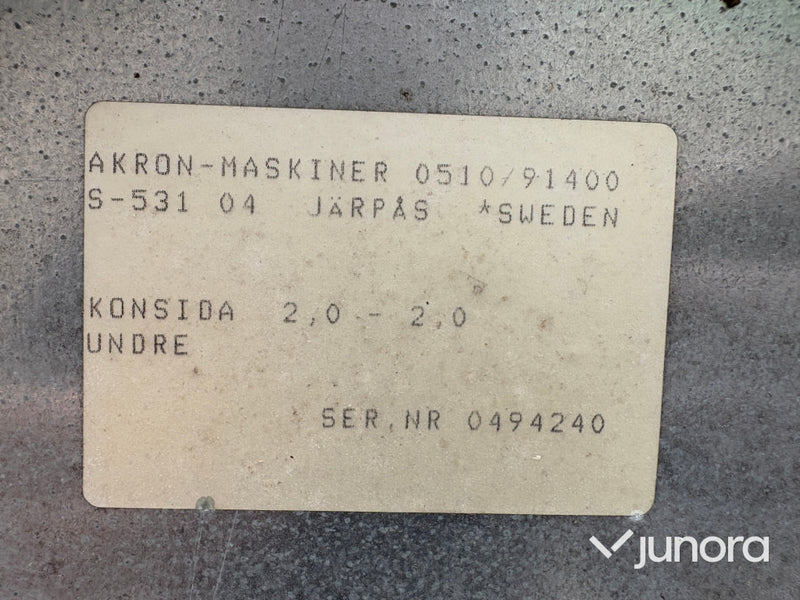 AKRON-MASKINER 0510/91400
S-531 04 JÄRPÅS *SWEDEN
KONSIDA 2,0 - 2,0
UNDRE
SER.NR 0494240
junora